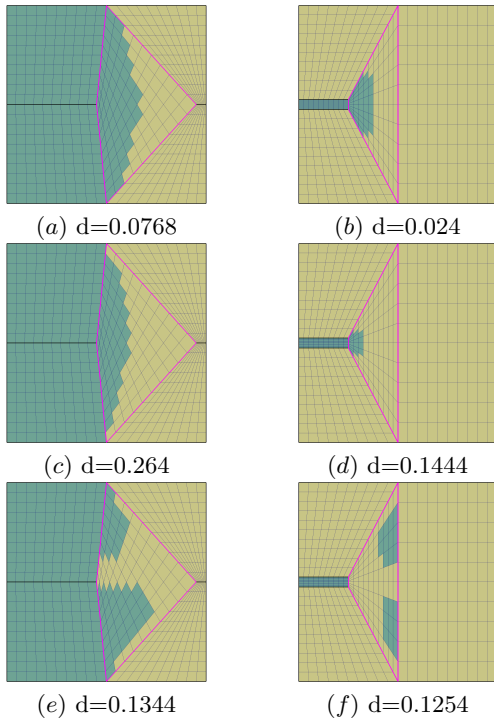 (a) d=0.0768
(b) d=0.024
(c) d=0.264
(d) d=0.1444
(e) d=0.1344
(f) d=0.1254